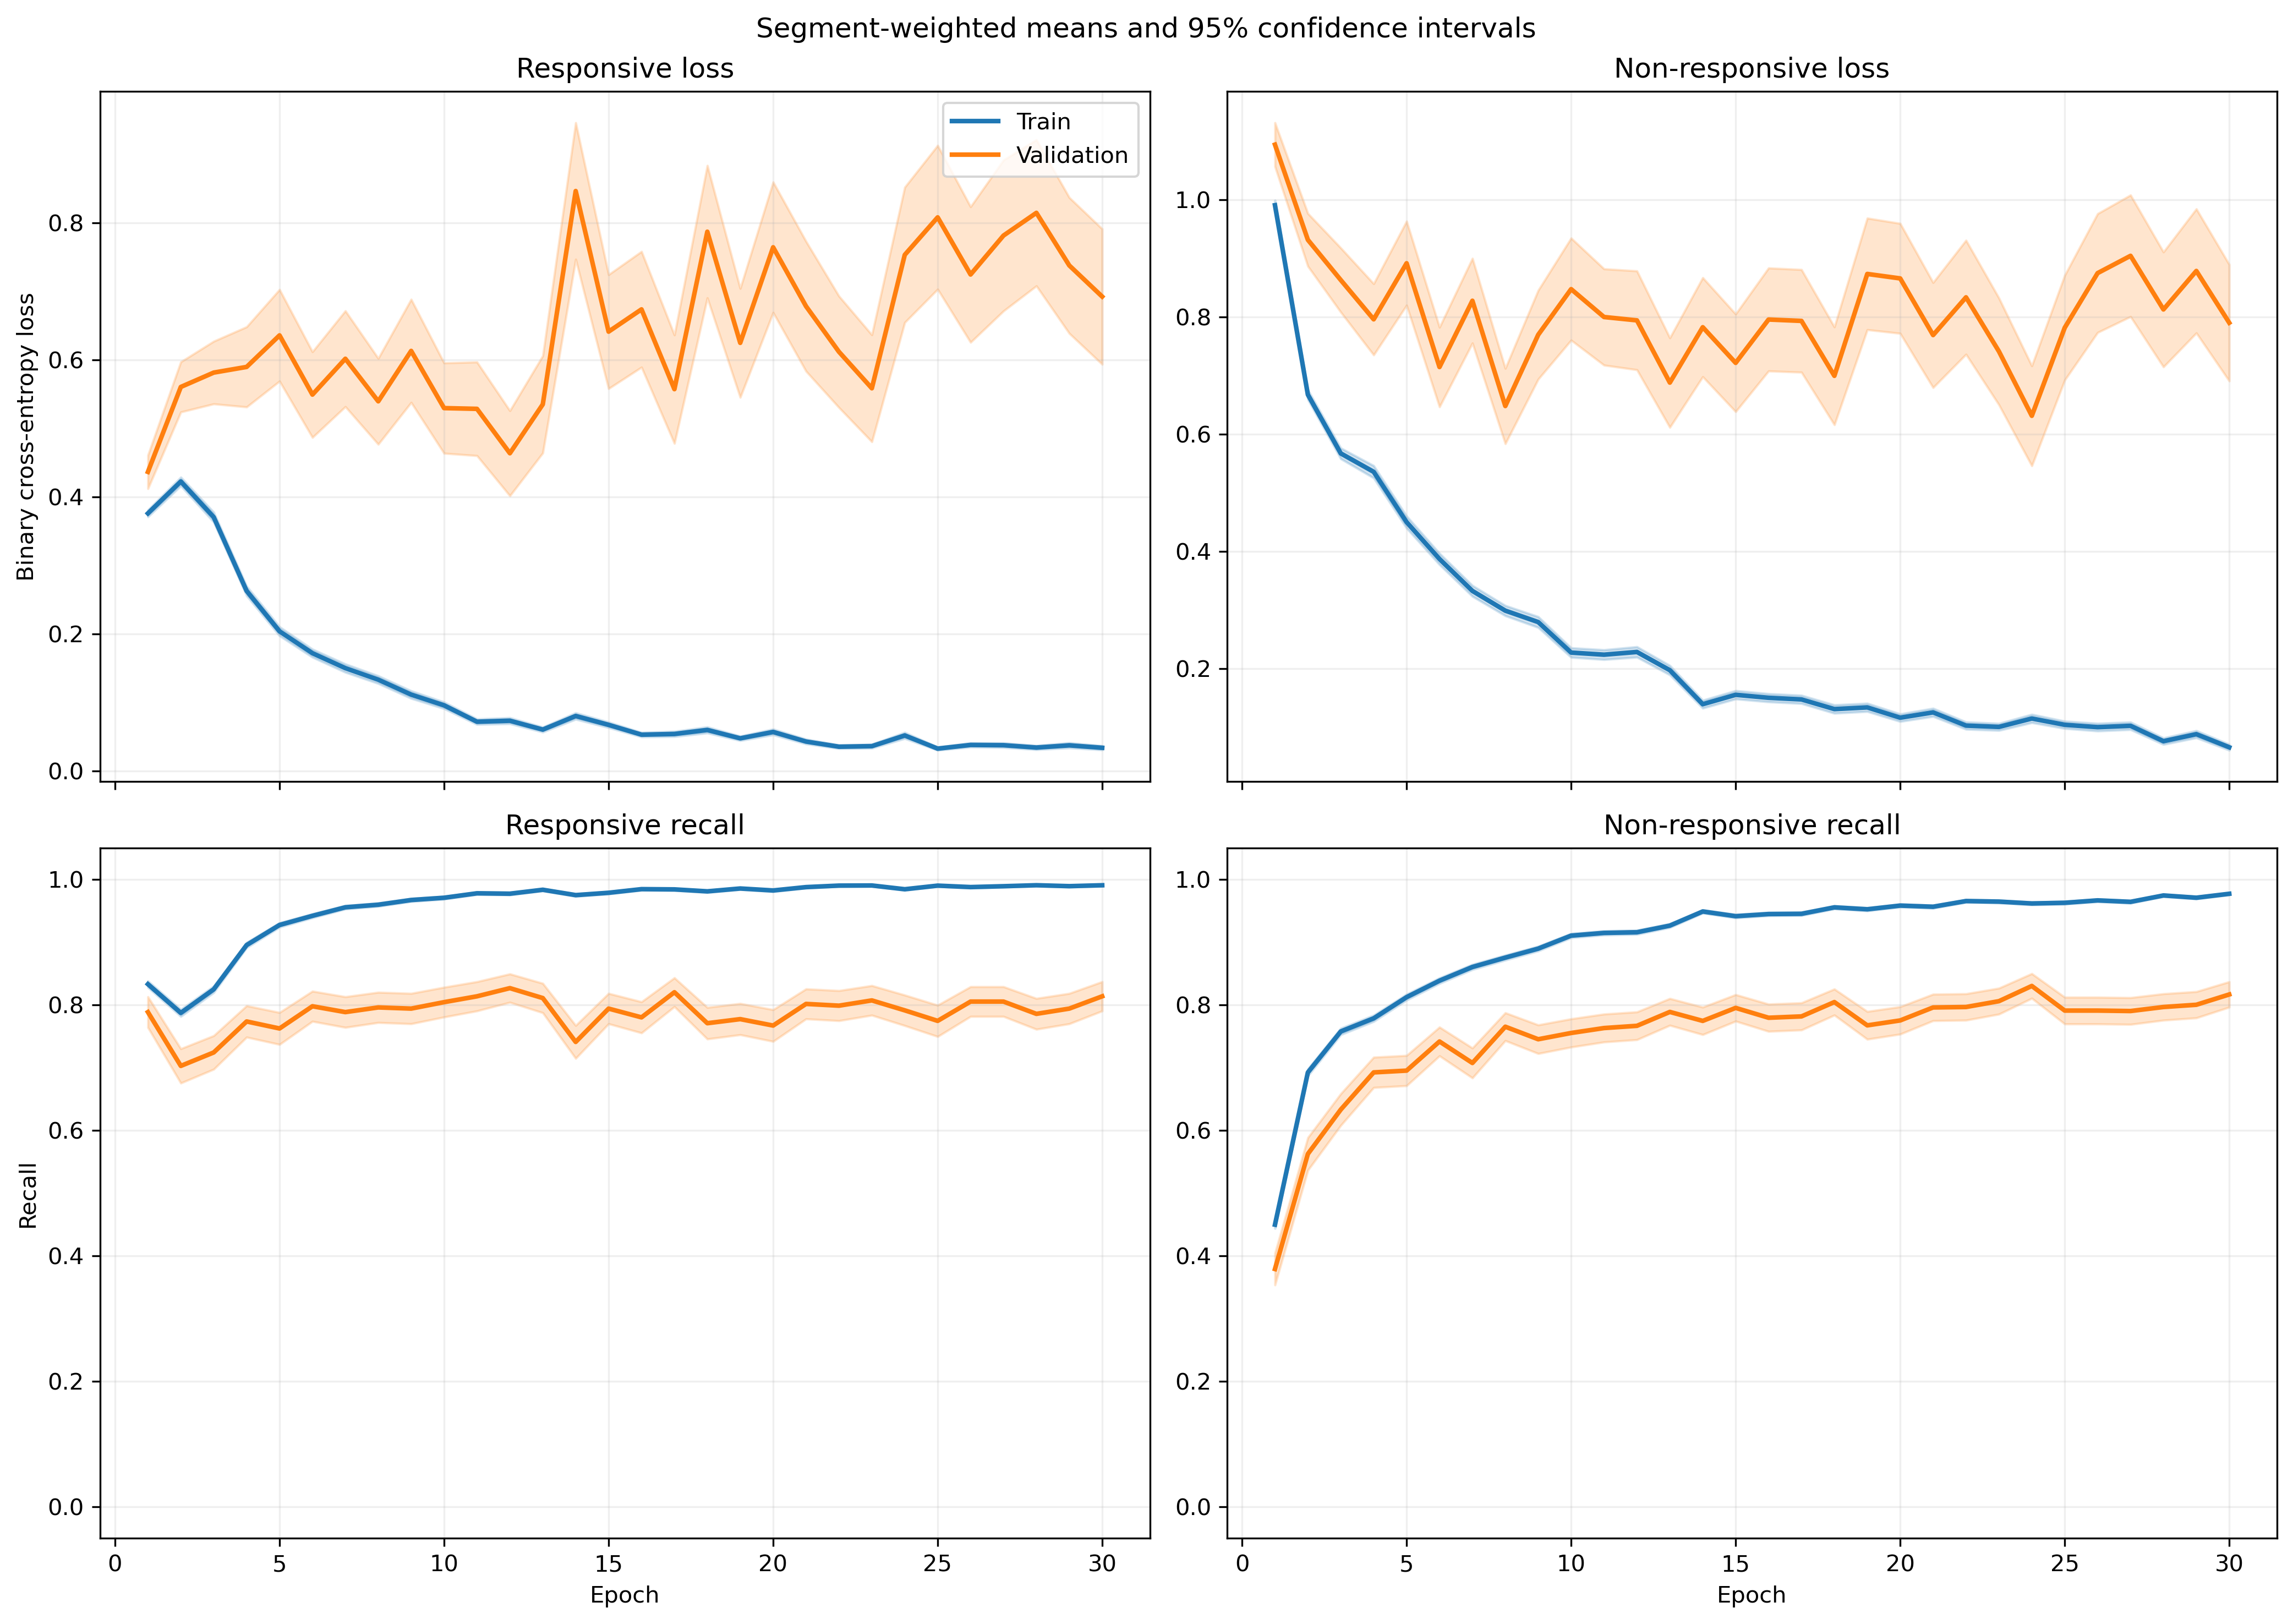 Segment-weighted means and 95% confidence intervals
Responsive loss
Non-responsive loss
Train
Validation
Binary cross-entropy loss
0.8
0.6
0.4
0.2
0.0
1.0
0.8
0.6
0.4
0.2
Responsive recall
Non-responsive recall
Recall
1.0
0.8
0.6
0.4
0.2
0.0
1.0
0.8
0.6
0.4
0.2
0.0
0 5 10 15 20 25 30
0 5 10 15 20 25 30
Epoch
Epoch